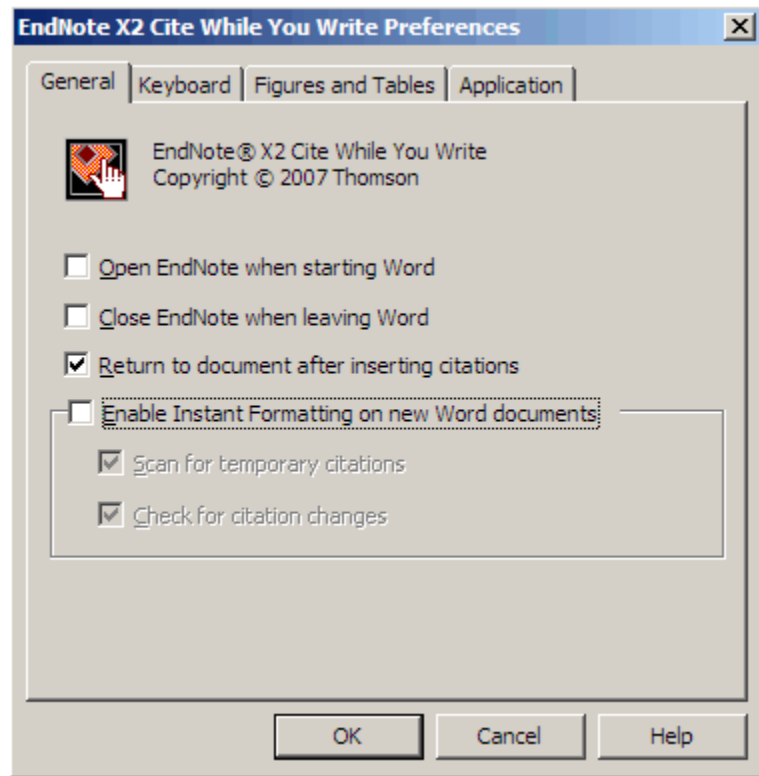 EndNote X2 Cite While You Write Preferences
General Keyboard Figures and Tables Application
EndNote® X2 Cite While You Write
Copyright © 2007 Thomson
Open EndNote when starting Word
Close EndNote when leaving Word
Return to document after inserting citations
Enable Instant Formatting on new Word documents
Scan for temporary citations
Check for citation changes
OK Cancel Help